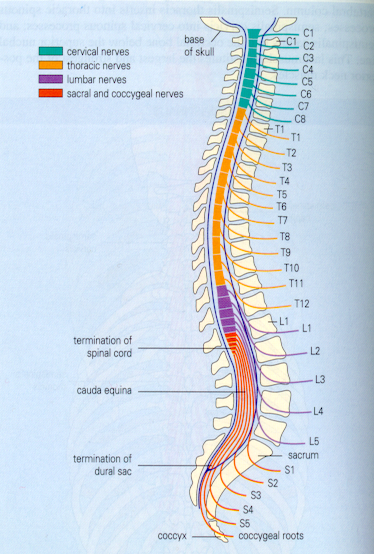 base
of skull
cervical nerves
thoracic nerves
lumbar nerves
sacral and coccygeal nerves
C1
C1
C2
C3
C4
C5
C6
C7
C8
T1
T1
T2
T3
T4
T5
T6
T7
T8
T9
T10
T11
T12
L1
L1
L2
termination of
spinal cord
L3
cauda equina
L4
L5
sacrum
termination of
dural sac
S1
S2
S3
S4
S5
coccyx
coccygeal roots